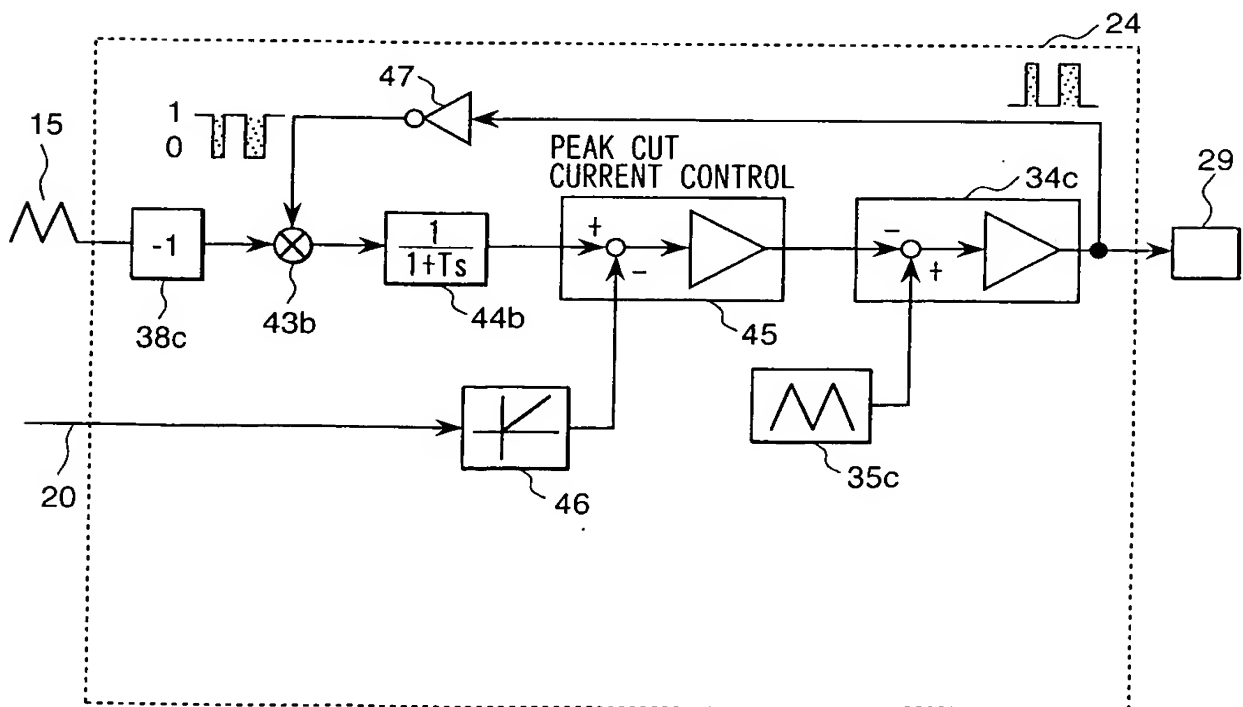 24
47
1
0
15
PEAK CUT
CURRENT CONTROL
34c
29
-1
1
1+Ts
+
-
-
+
38c
43b
44b
45
35c
20
46